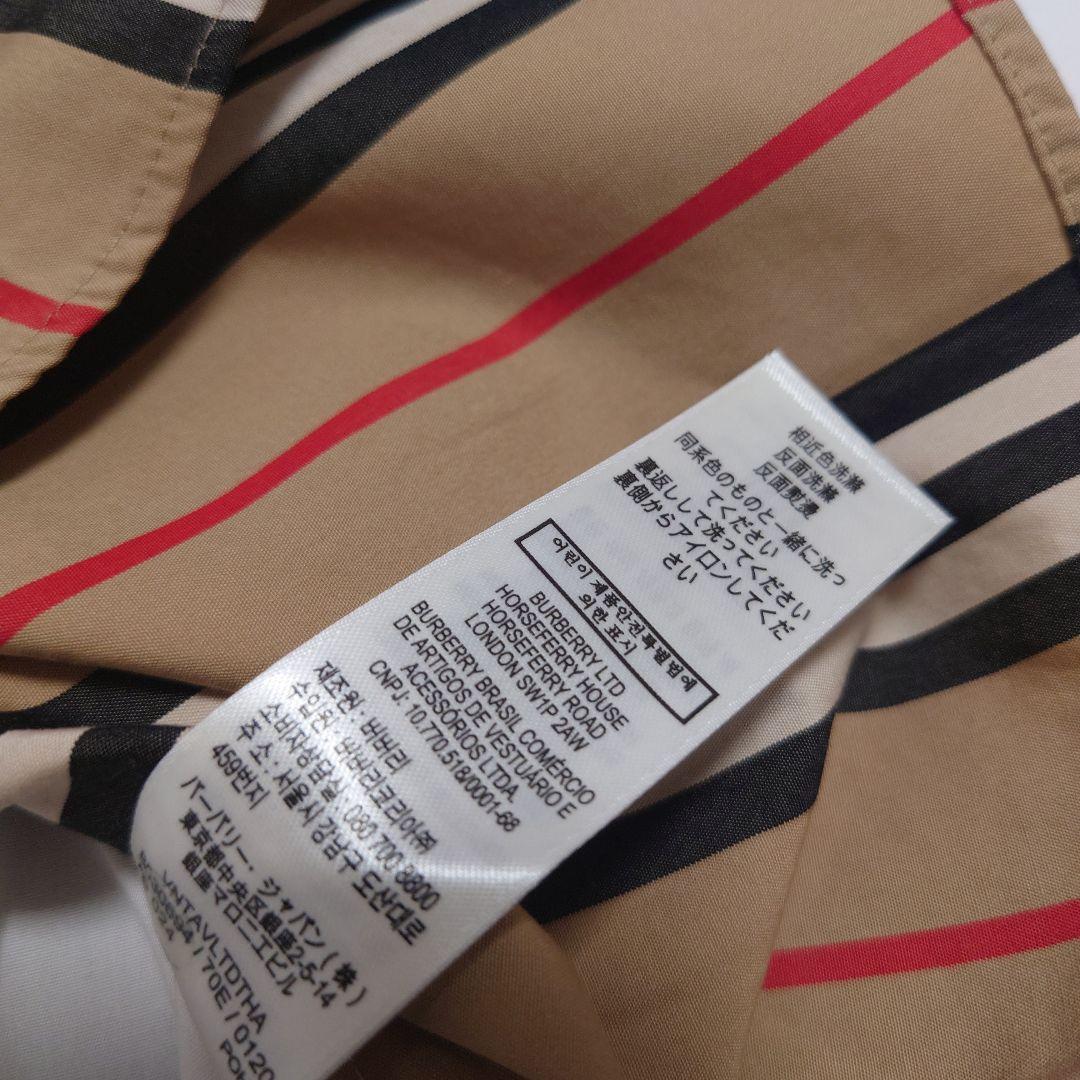 相近色洗滌
反面洗滌
反面熨燙
同系色のものと一緒に洗っ
てください
裏返しして洗ってください
裏側からアイロンしてくだ
さい
어린이 제품안전특별법에
의한 표시
BURBERRY LTD
HORSEFERRY HOUSE
HORSEFERRY ROAD
LONDON SW1P 2AW
BURBERRY BRASIL COMÉRCIO
DE ARTIGOS DE VESTUÁRIO E
ACESSÓRIOS LTDA.
CNPJ: 10.770.518/0001-68
제조원: 버버리
수입원: 버버리코리아㈜
소비자상담실: 080 700 8800
주소: 서울시 강남구 도산대로
459번지
バーバリー・ジャパン(株)
東京都中央区銀座2-5-14
銀座マロニエビル
VNTAVLTDTHA
/ 70E / 0120